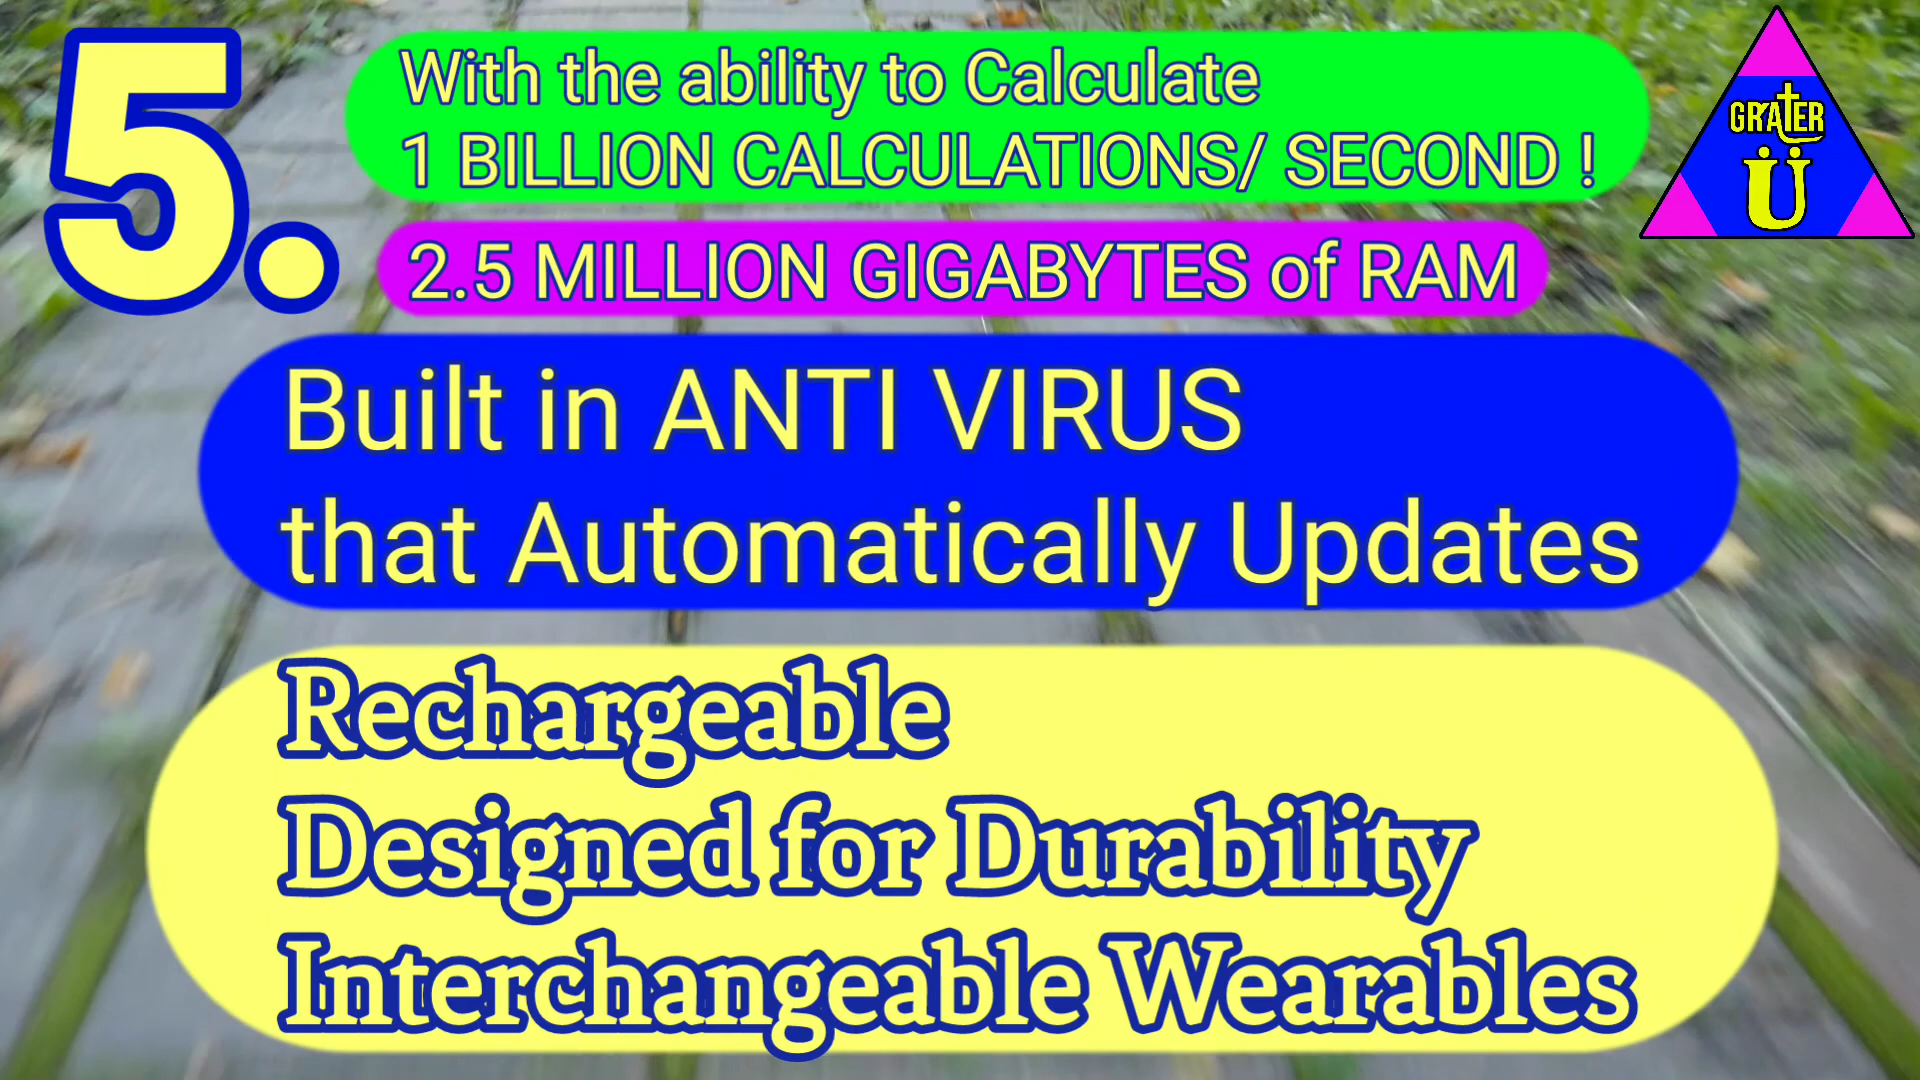 5.
With the ability to Calculate
1 BILLION CALCULATIONS/ SECOND !
2.5 MILLION GIGABYTES of RAM
Built in ANTI VIRUS
that Automatically Updates
Rechargeable
Designed for Durability
Interchangeable Wearables
GRATER
Ü